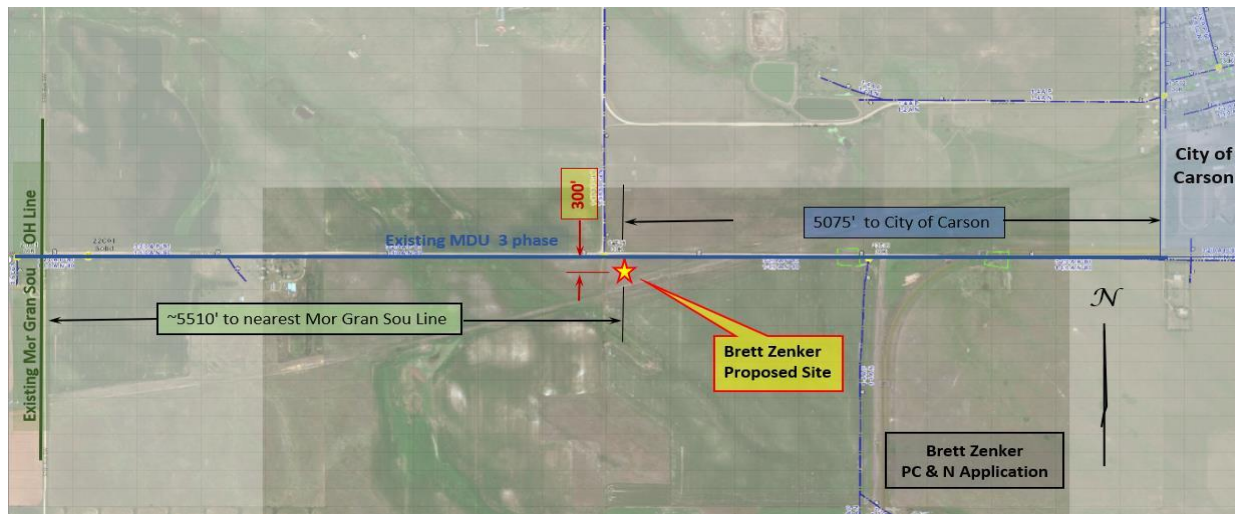 City of
Carson
300'
5075' to City of Carson
Existing MDU 3 phase
Existing Mor Gran Sou OH Line
~5510' to nearest Mor Gran Sou Line
N
Brett Zenker
Proposed Site
Brett Zenker
PC & N Application